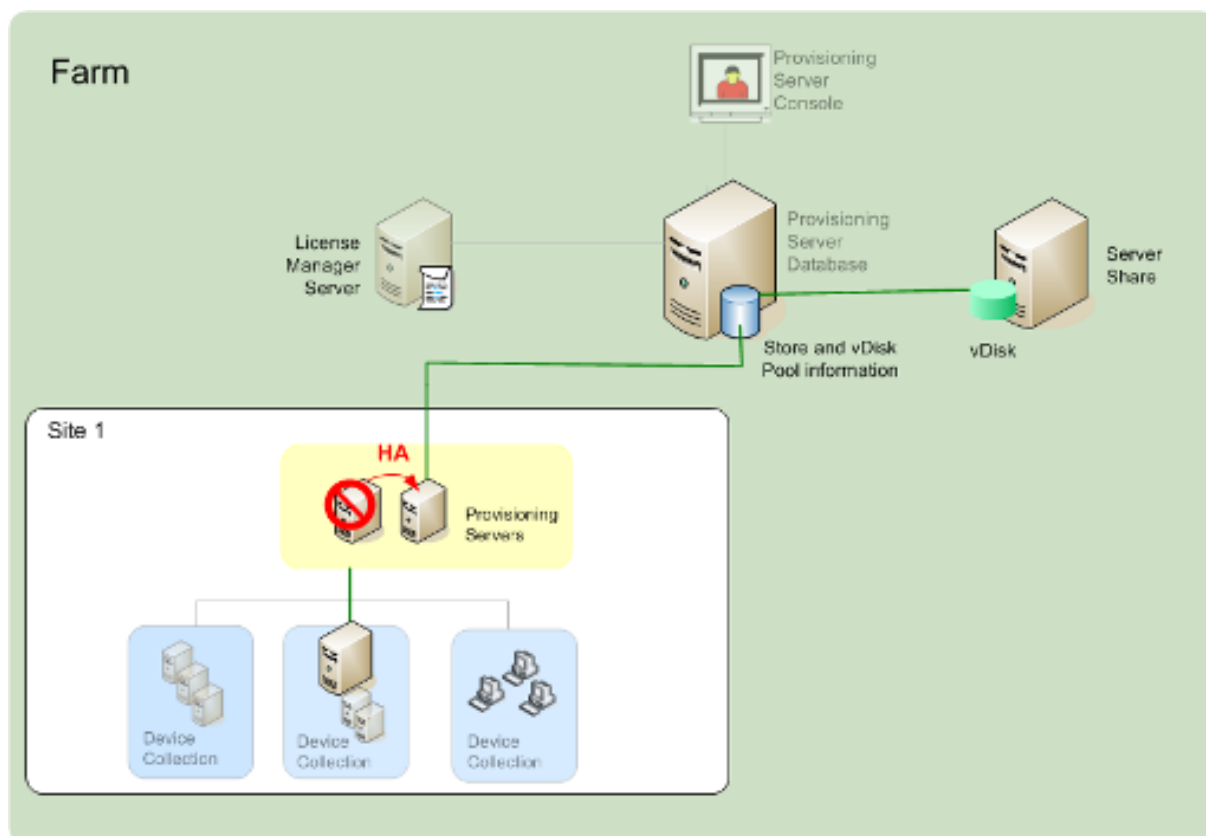 Farm
Provisioning
Server
Console
License
Manager
Server
Provisioning
Server
Database
Server
Share
Store and vDisk
Pool information
vDisk
Site 1
HA
Provisioning
Servers
Device
Collection
Device
Collection
Device
Collection